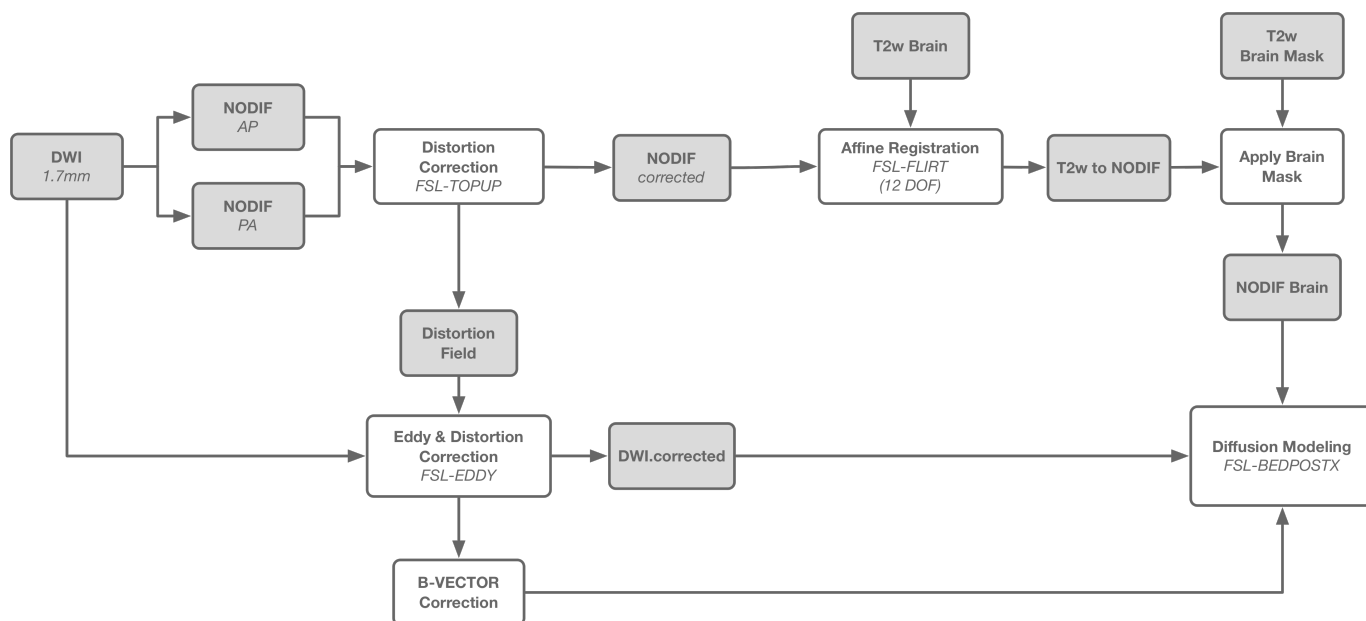 T2w Brain
T2w
Brain Mask
NODIF
AP
DWI
1.7mm
NODIF
PA
Distortion
Correction
FSL-TOPUP
NODIF
corrected
Affine Registration
FSL-FLIRT
(12 DOF)
T2w to NODIF
Apply Brain
Mask
NODIF Brain
Distortion
Field
Eddy & Distortion
Correction
FSL-EDDY
DWI.corrected
Diffusion Modeling
FSL-BEDPOSTX
B-VECTOR
Correction